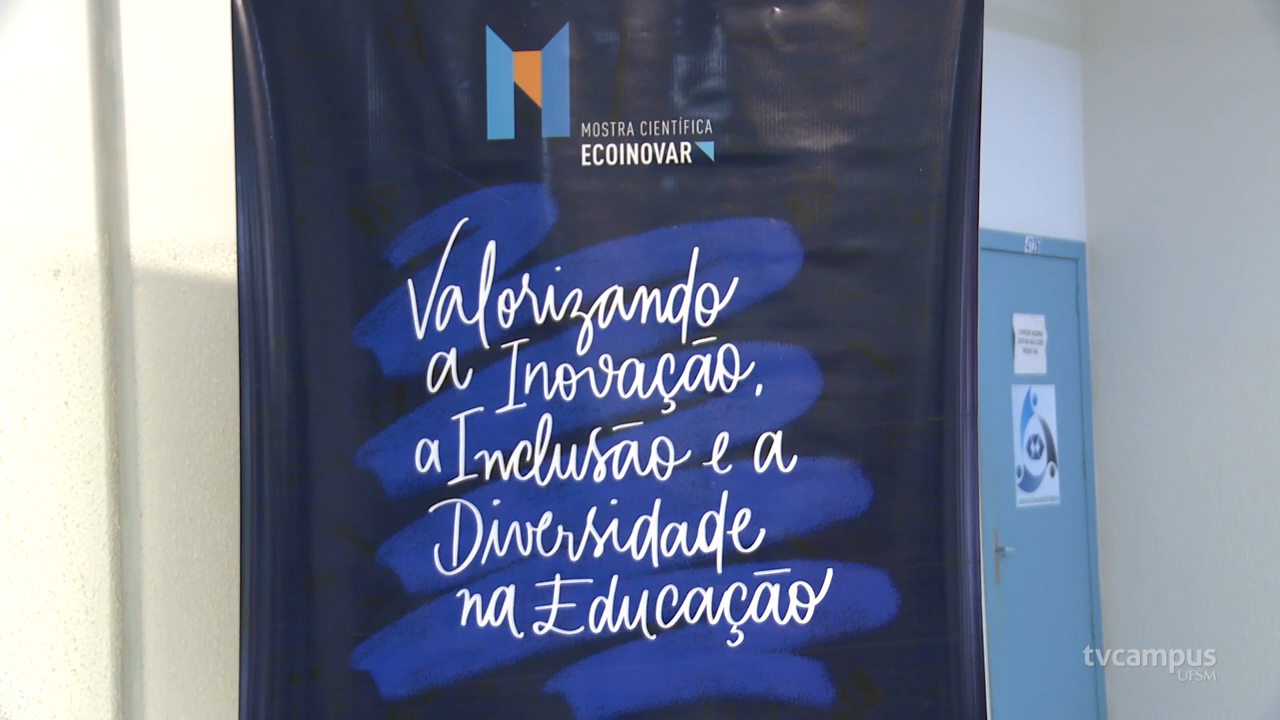 MOSTRA CIENTÍFICA
ECOINOVAR
Valorizando
a Inovação,
a Inclusão e a
Diversidade
na Educação
tvcampus
UFSM